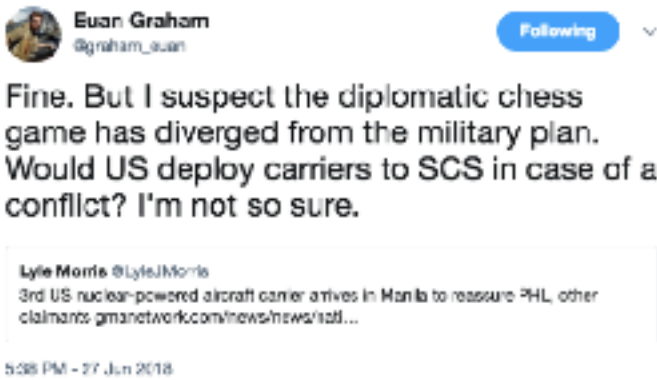 Euan Graham
@graham_euan
Following
Fine. But I suspect the diplomatic chess
game has diverged from the military plan.
Would US deploy carriers to SCS in case of a
conflict? I'm not so sure.
Lyle Morris @LyleJMorris
3rd US nuclear-powered aircraft carrier arrives in Manila to reassure PHL, other
claimants gmanetwork.com/news/news/nati...
5:38 PM - 27 Jun 2018